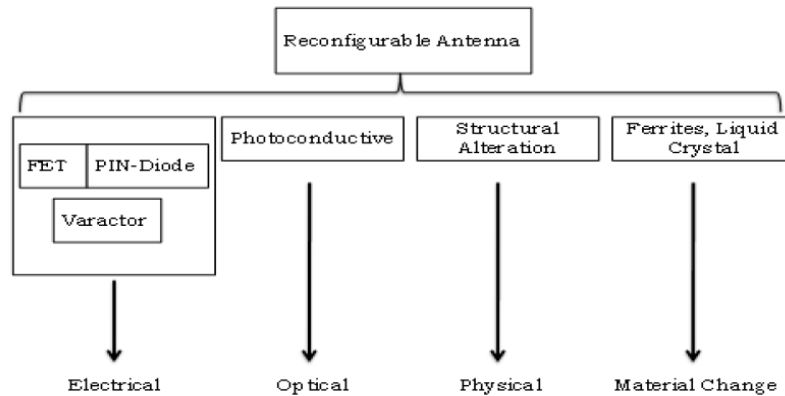 Reconfigurable Antenna
FET
PIN-Diode
Varactor
Photoconductive
Structural
Alteration
Ferrites, Liquid
Crystal
Electrical
Optical
Physical
Material Change